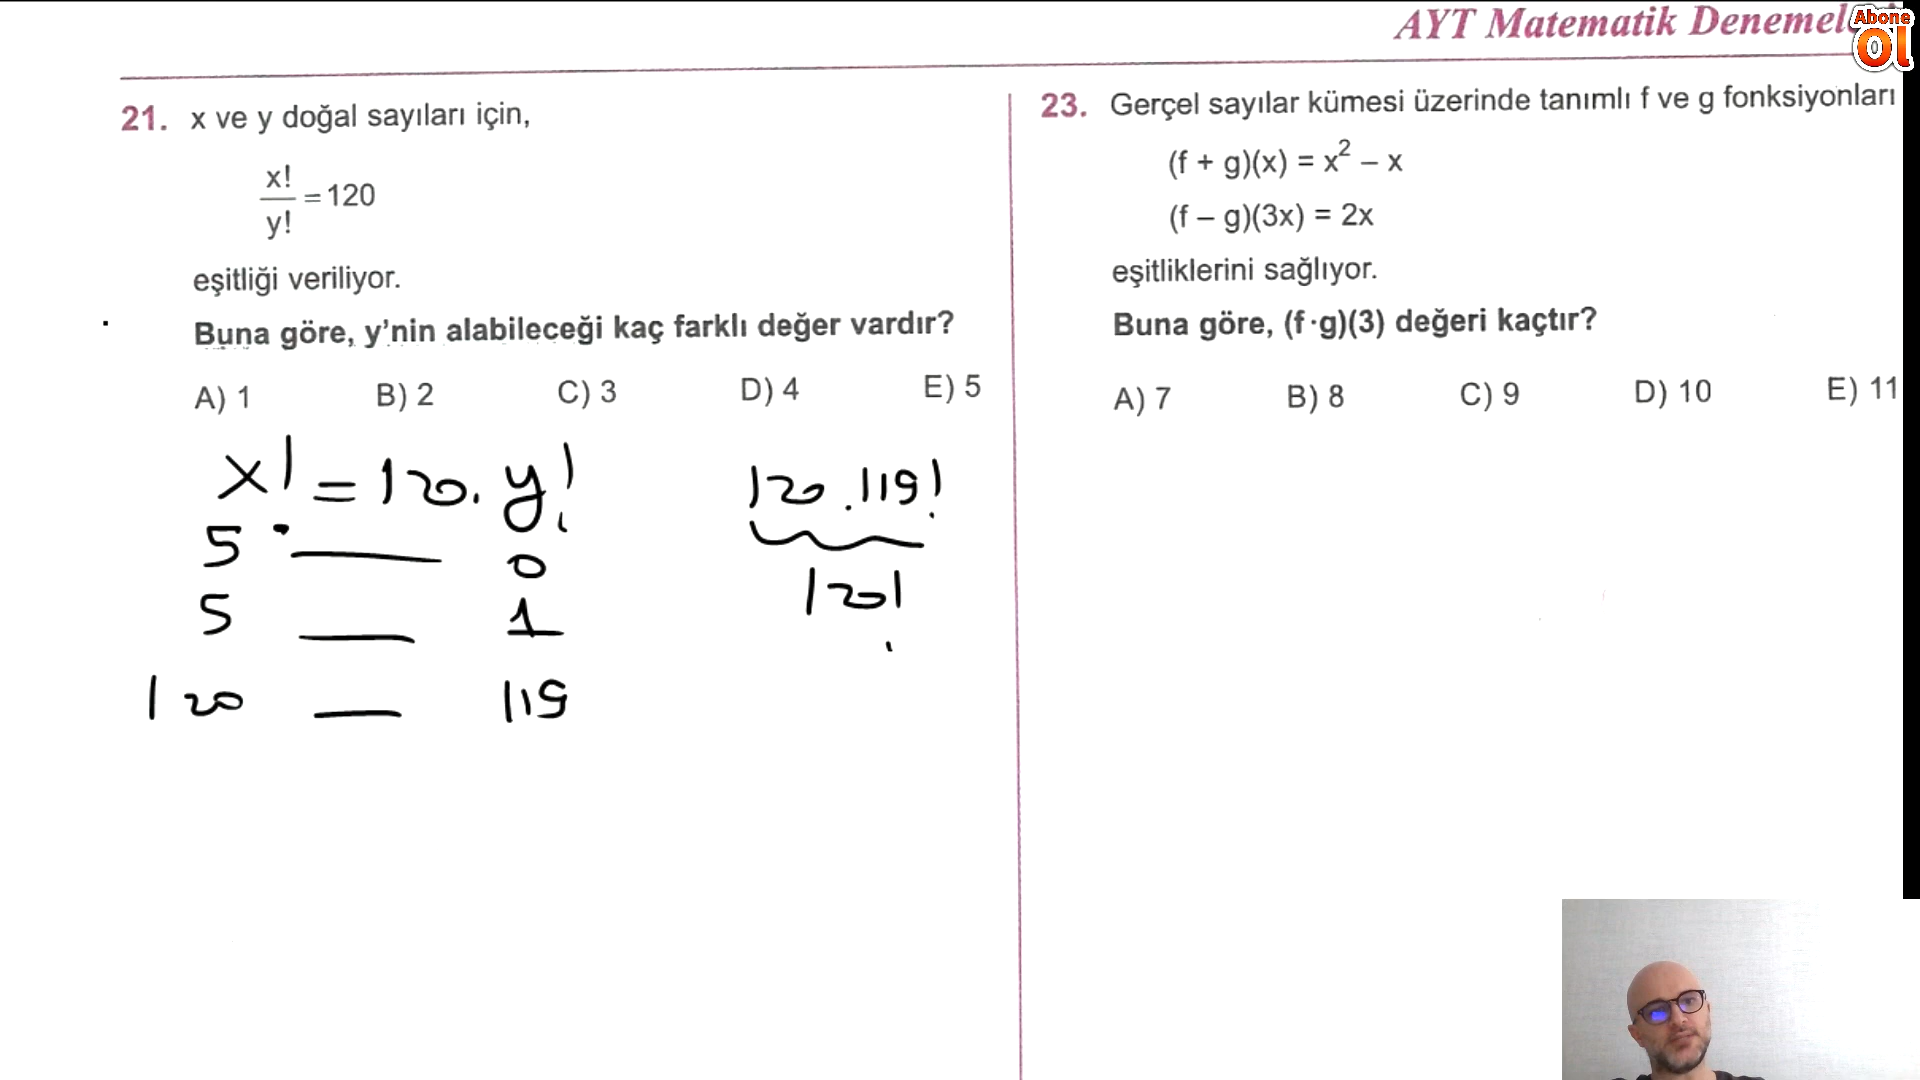 AYT Matematik Denemele
Abone
Ol
21. x ve y doğal sayıları için,
x!
y!
= 120
eşitliği veriliyor.
Buna göre, y'nin alabileceği kaç farklı değer vardır?
A) 1 B) 2 C) 3 D) 4 E) 5
x! = 120. y!
5 0
5 1
120 119
120.119!
120!
23. Gerçel sayılar kümesi üzerinde tanımlı f ve g fonksiyonları
(f + g)(x) = x² – x
(f – g)(3x) = 2x
eşitliklerini sağlıyor.
Buna göre, (f·g)(3) değeri kaçtır?
A) 7 B) 8 C) 9 D) 10 E) 11